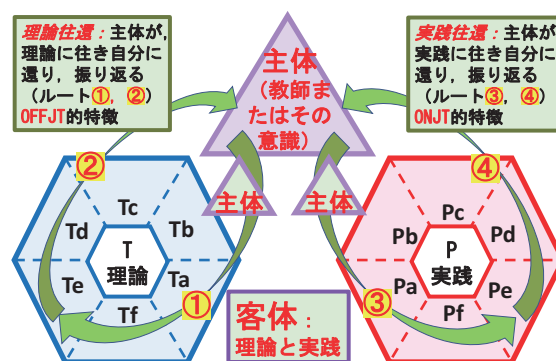 理論往還：主体が，
理論に往き自分に
還り，振り返る
（ルート①，②）
OFFJT的特徴
主体
（教師ま
たはその
意識）
実践往還：主体が
実践に往き自分に
還り，振り返る
（ルート③，④）
ONJT的特徴
②
④
主体
主体
Tc
Td
Tb
T
理論
Te
Ta
Tf
①
Pc
Pb
Pd
P
実践
Pa
Pe
Pf
③
客体：
理論と実践